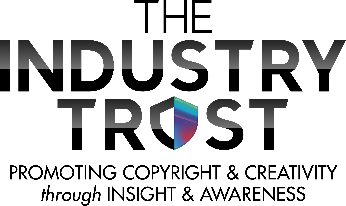 THE
INDUSTRY
TRUST
PROMOTING COPYRIGHT & CREATIVITY
through INSIGHT & AWARENESS